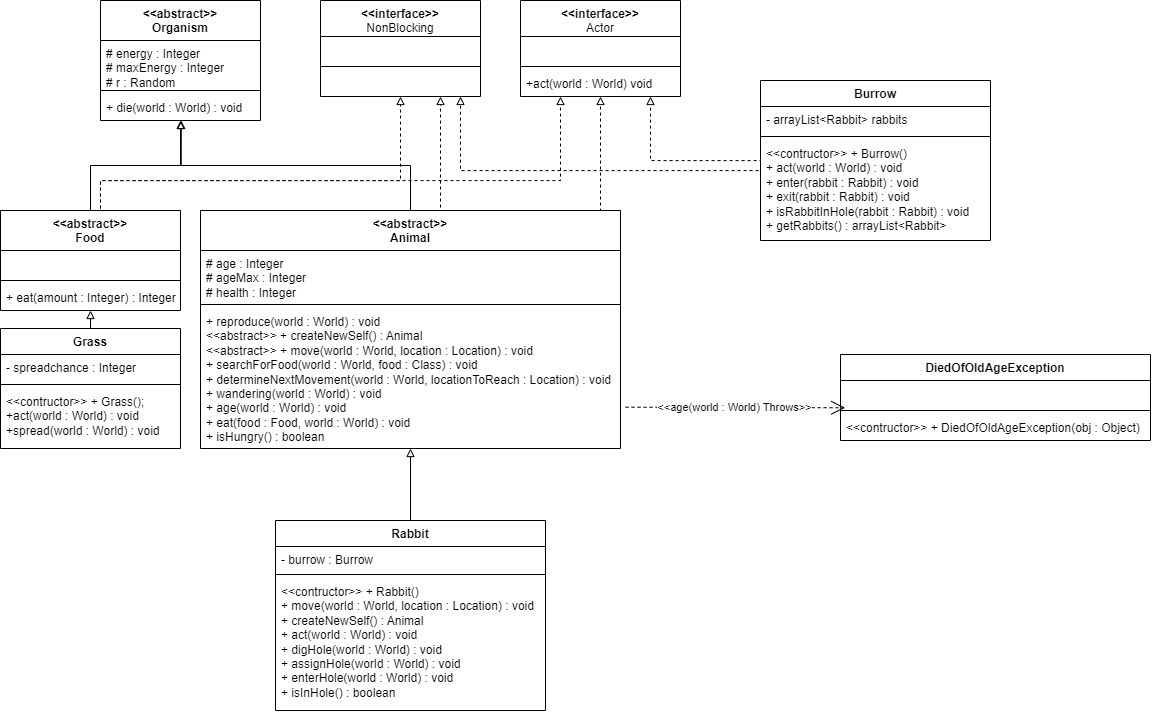 <<abstract>>
Organism
# energy : Integer
# maxEnergy : Integer
# r : Random
+ die(world : World) : void
<<interface>>
NonBlocking
<<interface>>
Actor
+act(world : World) void
Burrow
- arrayList<Rabbit> rabbits
<<contructor>> + Burrow()
+ act(world : World) : void
+ enter(rabbit : Rabbit) : void
+ exit(rabbit : Rabbit) : void
+ isRabbitInHole(rabbit : Rabbit) : void
+ getRabbits() : arrayList<Rabbit>
<<abstract>>
Food
+ eat(amount : Integer) : Integer
<<abstract>>
Animal
# age : Integer
# ageMax : Integer
# health : Integer
+ reproduce(world : World) : void
<<abstract>> + createNewSelf() : Animal
<<abstract>> + move(world : World, location : Location) : void
+ searchForFood(world : World, food : Class) : void
+ determineNextMovement(world : World, locationToReach : Location) : void
+ wandering(world : World) : void
+ age(world : World) : void
+ eat(food : Food, world : World) : void
+ isHungry() : boolean
Grass
- spreadchance : Integer
<<contructor>> + Grass();
+act(world : World) : void
+spread(world : World) : void
<<age(world : World) Throws>>
DiedOfOldAgeException
<<contructor>> + DiedOfOldAgeException(obj : Object)
Rabbit
- burrow : Burrow
<<contructor>> + Rabbit()
+ move(world : World, location : Location) : void
+ createNewSelf() : Animal
+ act(world : World) : void
+ digHole(world : World) : void
+ assignHole(world : World) : void
+ enterHole(world : World) : void
+ isInHole() : boolean